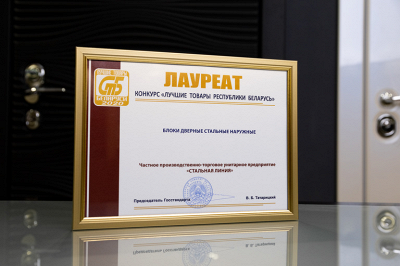 ЛАУРЕАТ
КОНКУРС «ЛУЧШИЕ ТОВАРЫ РЕСПУБЛИКИ БЕЛАРУСЬ»
БЛОКИ ДВЕРНЫЕ СТАЛЬНЫЕ НАРУЖНЫЕ
Частное производственно-торговое унитарное предприятие
«СТАЛЬНАЯ ЛИНИЯ»
Председатель Госстандарта В. В. Татарицкий